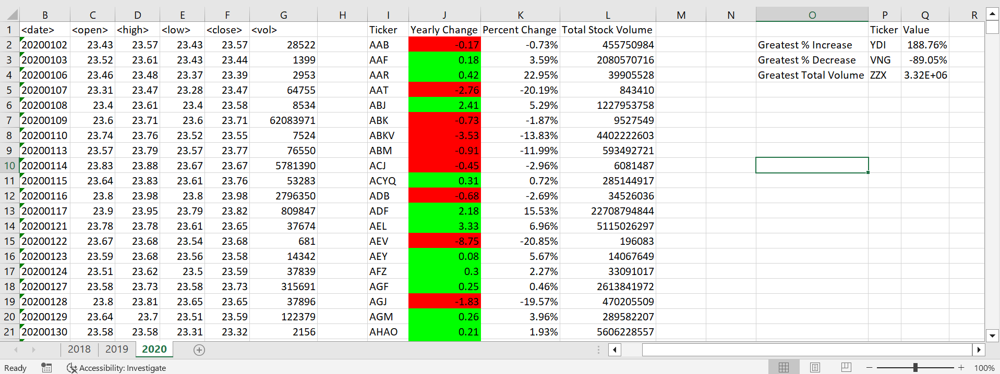 B C D E F G H I J K L M N O P Q R
1 <date> <open> <high> <low> <close> <vol> Ticker Yearly Change Percent Change Total Stock Volume Ticker Value
2 20200102 23.43 23.57 23.43 23.57 28522 AAB -0.17 -0.73% 455750984 Greatest % Increase YDI 188.76%
3 20200103 23.52 23.61 23.43 23.44 1399 AAF 0.18 3.59% 2080570716 Greatest % Decrease VNG -89.05%
4 20200106 23.46 23.48 23.37 23.39 2953 AAR 0.42 22.95% 39905528 Greatest Total Volume ZZX 3.32E+06
5 20200107 23.31 23.47 23.28 23.47 64755 AAT -2.76 -20.19% 843410
6 20200108 23.4 23.61 23.4 23.58 8534 ABJ 2.41 5.29% 1227953758
7 20200109 23.6 23.71 23.6 23.71 62083971 ABK -0.73 -1.87% 9527549
8 20200110 23.74 23.76 23.52 23.55 7524 ABKV -3.53 -13.83% 4402222603
9 20200113 23.57 23.79 23.57 23.77 76550 ABM -0.91 -11.99% 593492721
10 20200114 23.83 23.88 23.67 23.67 5781390 ACJ -0.45 -2.96% 6081487
11 20200115 23.64 23.83 23.61 23.76 53283 ACYQ 0.31 0.72% 285144917
12 20200116 23.8 23.98 23.8 23.98 2796350 ADB -0.68 -2.69% 34526036
13 20200117 23.9 23.95 23.79 23.82 809847 ADF 2.18 15.53% 22708794844
14 20200121 23.78 23.78 23.61 23.65 37674 AEL 3.33 6.96% 5115026297
15 20200122 23.67 23.68 23.54 23.68 681 AEV -8.75 -20.85% 196083
16 20200123 23.59 23.68 23.56 23.58 14342 AEY 0.08 5.67% 14067649
17 20200124 23.51 23.62 23.5 23.59 37839 AFZ 0.3 2.27% 33091017
18 20200127 23.58 23.73 23.58 23.73 315691 AGF 0.25 0.46% 2613841972
19 20200128 23.8 23.81 23.65 23.65 37896 AGJ -1.83 -19.57% 470205509
20 20200129 23.64 23.7 23.51 23.59 122379 AGM 0.26 3.96% 289582207
21 20200130 23.58 23.58 23.31 23.32 2156 AHAO 0.21 1.93% 5606228557
2018 2019 2020
Ready Accessibility: Investigate 100%